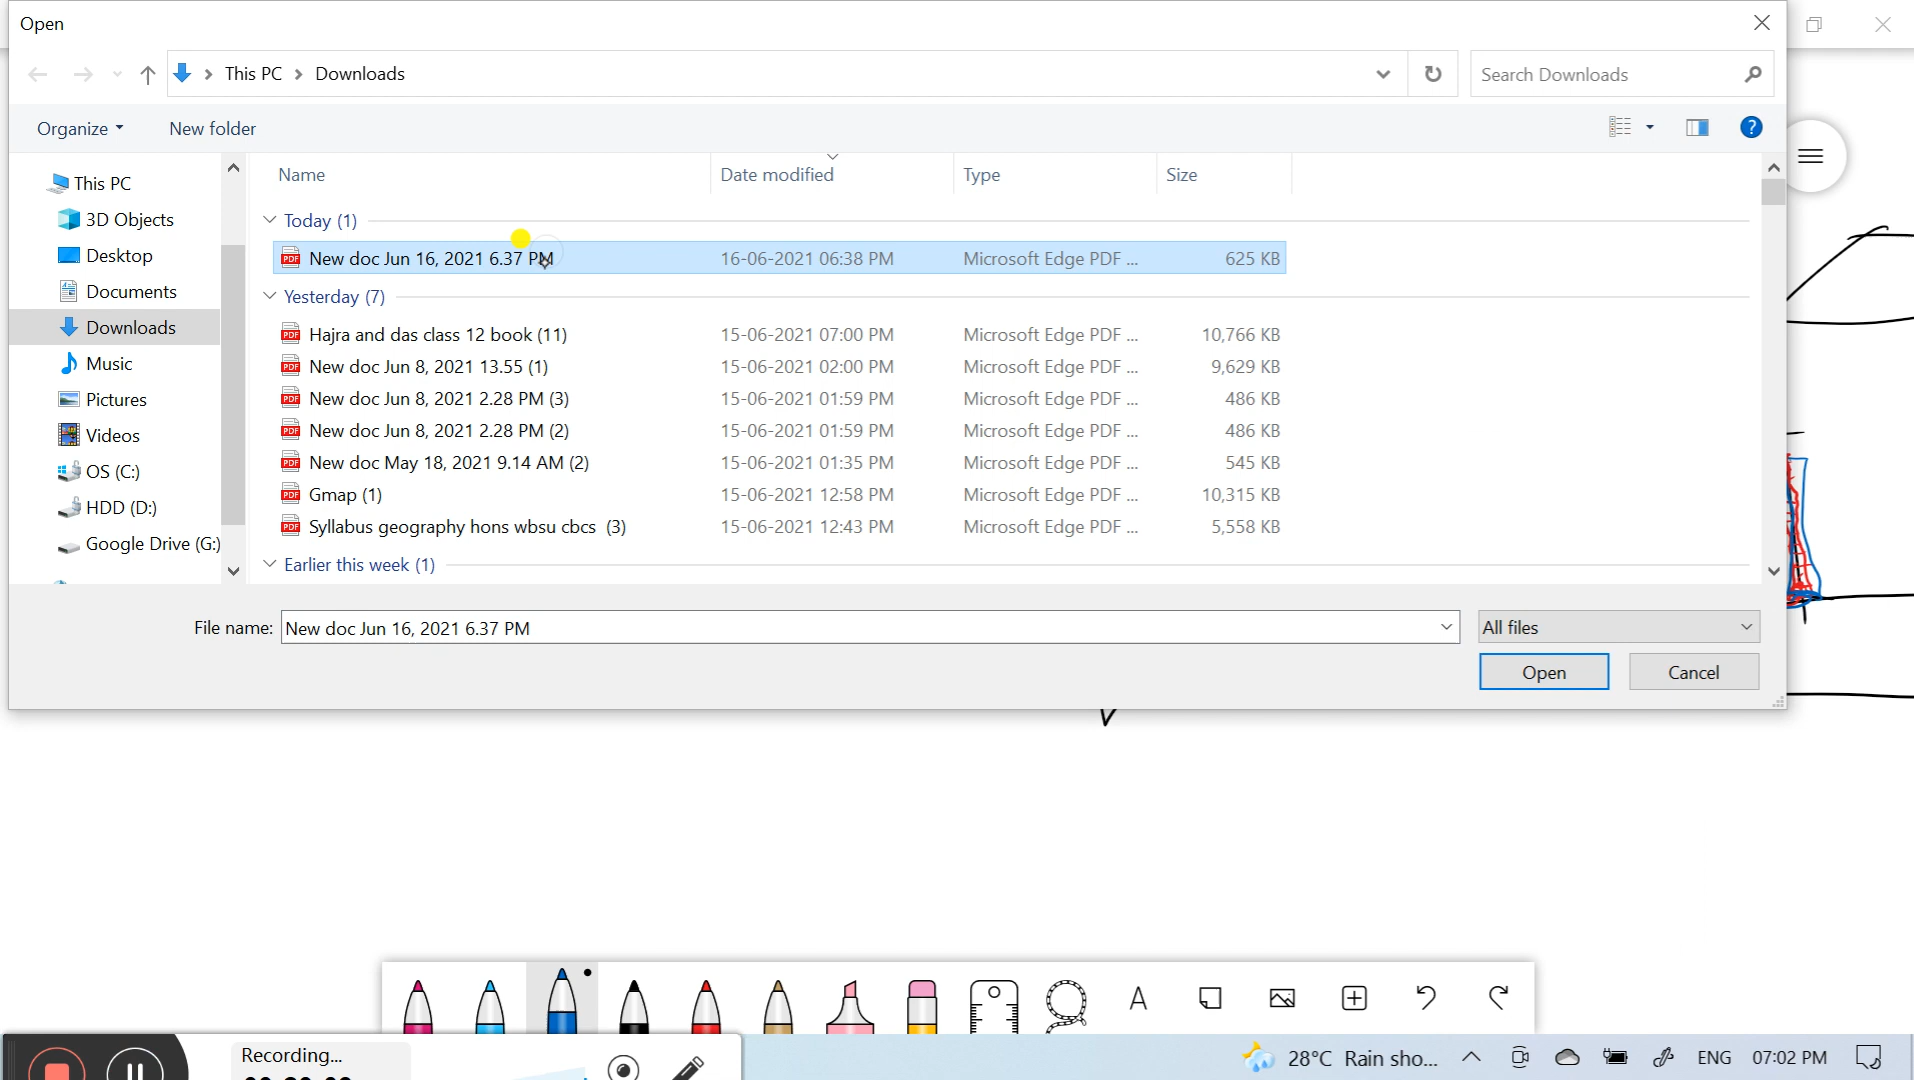 Open
This PC > Downloads
Search Downloads
Organize
New folder
?
Name
Date modified
Type
Size
This PC
3D Objects
Desktop
Documents
Downloads
Music
Pictures
Videos
OS (C:)
HDD (D:)
Google Drive (G:)
Today (1)
New doc Jun 16, 2021 6.37 PM 16-06-2021 06:38 PM Microsoft Edge PDF ... 625 KB
Yesterday (7)
Hajra and das class 12 book (11) 15-06-2021 07:00 PM Microsoft Edge PDF ... 10,766 KB
New doc Jun 8, 2021 13.55 (1) 15-06-2021 02:00 PM Microsoft Edge PDF ... 9,629 KB
New doc Jun 8, 2021 2.28 PM (3) 15-06-2021 01:59 PM Microsoft Edge PDF ... 486 KB
New doc Jun 8, 2021 2.28 PM (2) 15-06-2021 01:59 PM Microsoft Edge PDF ... 486 KB
New doc May 18, 2021 9.14 AM (2) 15-06-2021 01:35 PM Microsoft Edge PDF ... 545 KB
Gmap (1) 15-06-2021 12:58 PM Microsoft Edge PDF ... 10,315 KB
Syllabus geography hons wbsu cbcs (3) 15-06-2021 12:43 PM Microsoft Edge PDF ... 5,558 KB
Earlier this week (1)
File name: New doc Jun 16, 2021 6.37 PM
All files
Open
Cancel
A
Recording...
28°C Rain sho...
ENG
07:02 PM